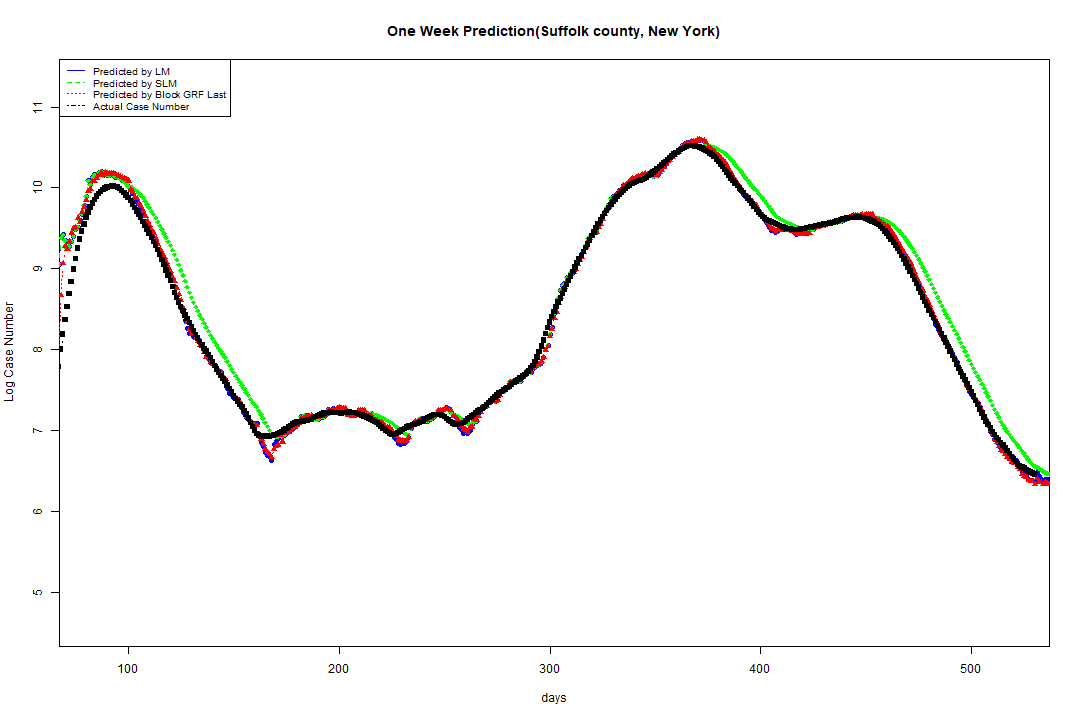 One Week Prediction(Suffolk county, New York)
Predicted by LM
Predicted by SLM
Predicted by Block GRF Last
Actual Case Number
11
10
9
8
7
6
5
Log Case Number
100 200 300 400 500
days